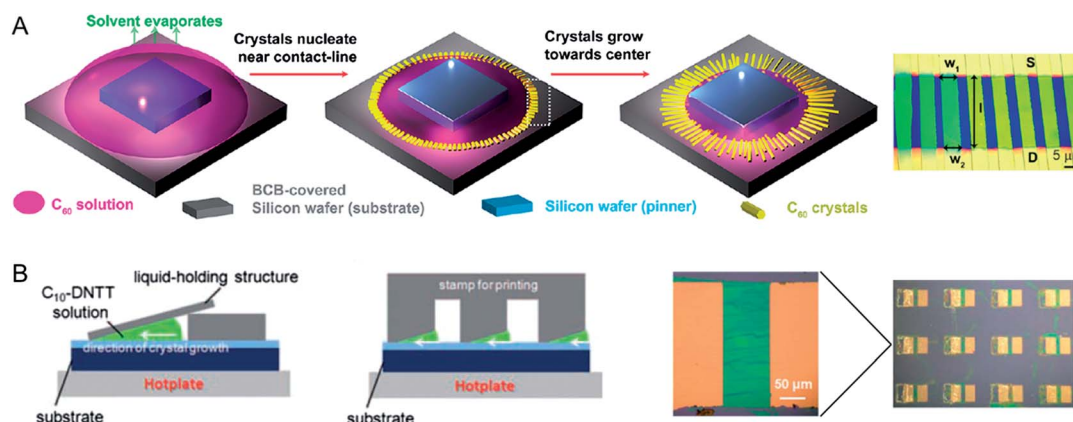 A
Solvent evaporates
Crystals nucleate
near contact-line
Crystals grow
towards center
W1
S
l
W2
D
5 μ
C60 solution
BCB-covered
Silicon wafer (substrate)
Silicon wafer (pinner)
C60 crystals
B
liquid-holding structure
C10-DNTT
solution
direction of crystal growth
Hotplate
substrate
stamp for printing
Hotplate
substrate
50 μm